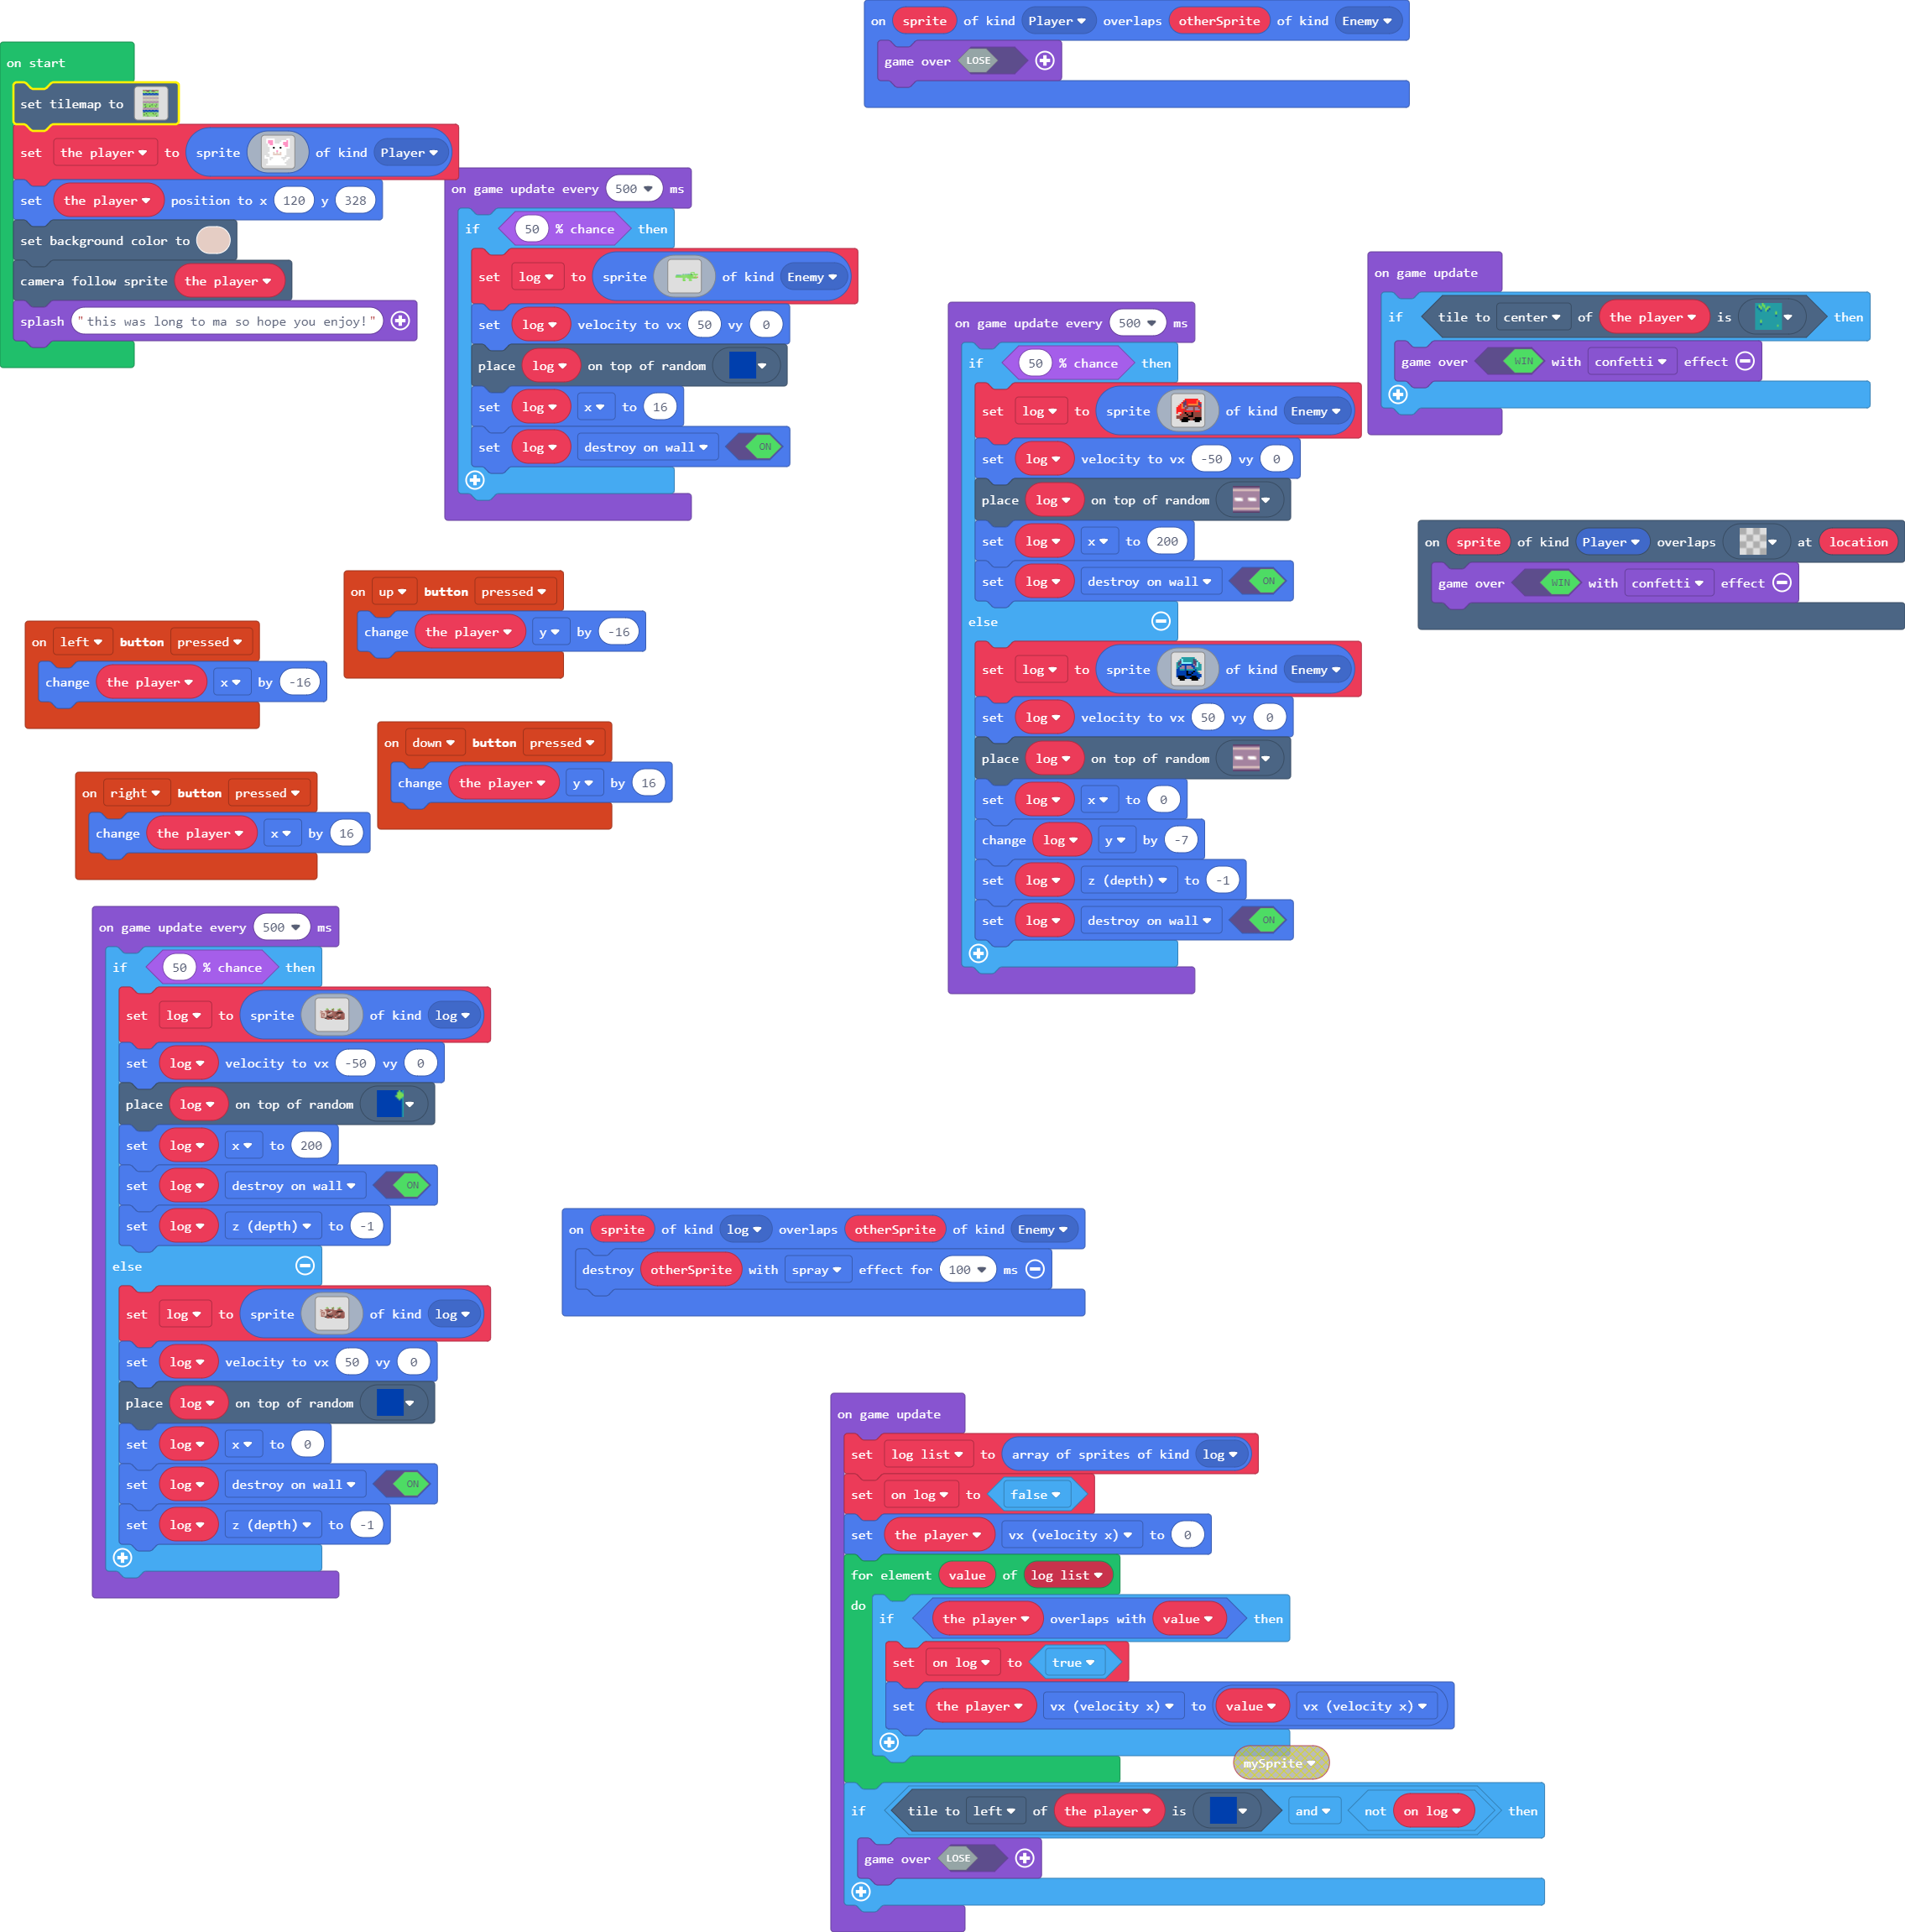 on sprite of kind Player overlaps otherSprite of kind Enemy
game over LOSE
on start
set tilemap to
set the player to sprite of kind Player
set the player position to x 120 y 328
set background color to
camera follow sprite the player
splash "this was long to ma so hope you enjoy!"
on game update every 500 ms
if 50 % chance then
set log to sprite of kind Enemy
set log velocity to vx 50 vy 0
place log on top of random
set log x to 16
set log destroy on wall ON
on game update every 500 ms
if 50 % chance then
set log to sprite of kind Enemy
set log velocity to vx -50 vy 0
place log on top of random
set log x to 200
set log destroy on wall ON
else
set log to sprite of kind Enemy
set log velocity to vx 50 vy 0
place log on top of random
set log x to 0
change log y by -7
set log z (depth) to -1
set log destroy on wall ON
on game update
if tile to center of the player is then
game over WIN with confetti effect
on sprite of kind Player overlaps at location
game over WIN with confetti effect
on up button pressed
change the player y by -16
on left button pressed
change the player x by -16
on down button pressed
change the player y by 16
on right button pressed
change the player x by 16
on game update every 500 ms
if 50 % chance then
set log to sprite of kind log
set log velocity to vx -50 vy 0
place log on top of random
set log x to 200
set log destroy on wall ON
set log z (depth) to -1
else
set log to sprite of kind log
set log velocity to vx 50 vy 0
place log on top of random
set log x to 0
set log destroy on wall ON
set log z (depth) to -1
on sprite of kind log overlaps otherSprite of kind Enemy
destroy otherSprite with spray effect for 100 ms
on game update
set log list to array of sprites of kind log
set on log to false
set the player vx (velocity x) to 0
for element value of log list
do
if the player overlaps with value then
set on log to true
set the player vx (velocity x) to value vx (velocity x)
mySprite
if tile to left of the player is and not on log then
game over LOSE